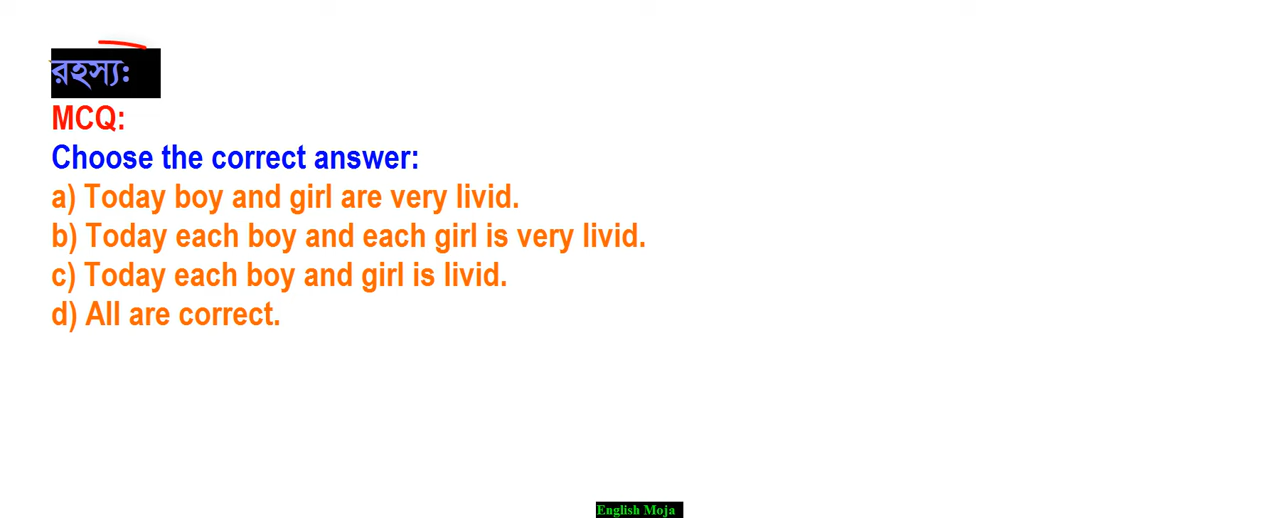 রহস্য:
MCQ:
Choose the correct answer:
a) Today boy and girl are very livid.
b) Today each boy and each girl is very livid.
c) Today each boy and girl is livid.
d) All are correct.
English Moja